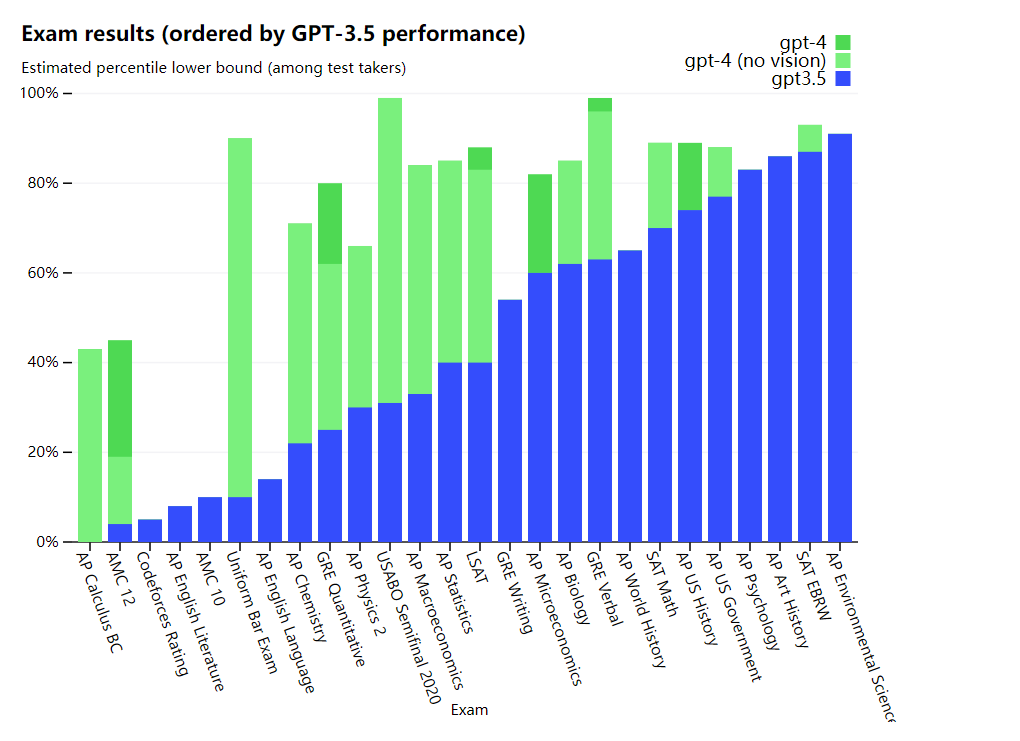 Exam results (ordered by GPT-3.5 performance)
Estimated percentile lower bound (among test takers)
gpt-4
gpt-4 (no vision)
gpt3.5
100%
80%
60%
40%
20%
0%
AP Calculus BC
AMC 12
Codeforces Rating
AP English Literature
AMC 10
Uniform Bar Exam
AP English Language
AP Chemistry
GRE Quantitative
AP Physics 2
USABO Semifinal 2020
AP Macroeconomics
AP Statistics
LSAT
GRE Writing
AP Microeconomics
AP Biology
GRE Verbal
AP World History
SAT Math
AP US History
AP US Government
AP Psychology
AP Art History
SAT EBRW
AP Environmental Science
Exam